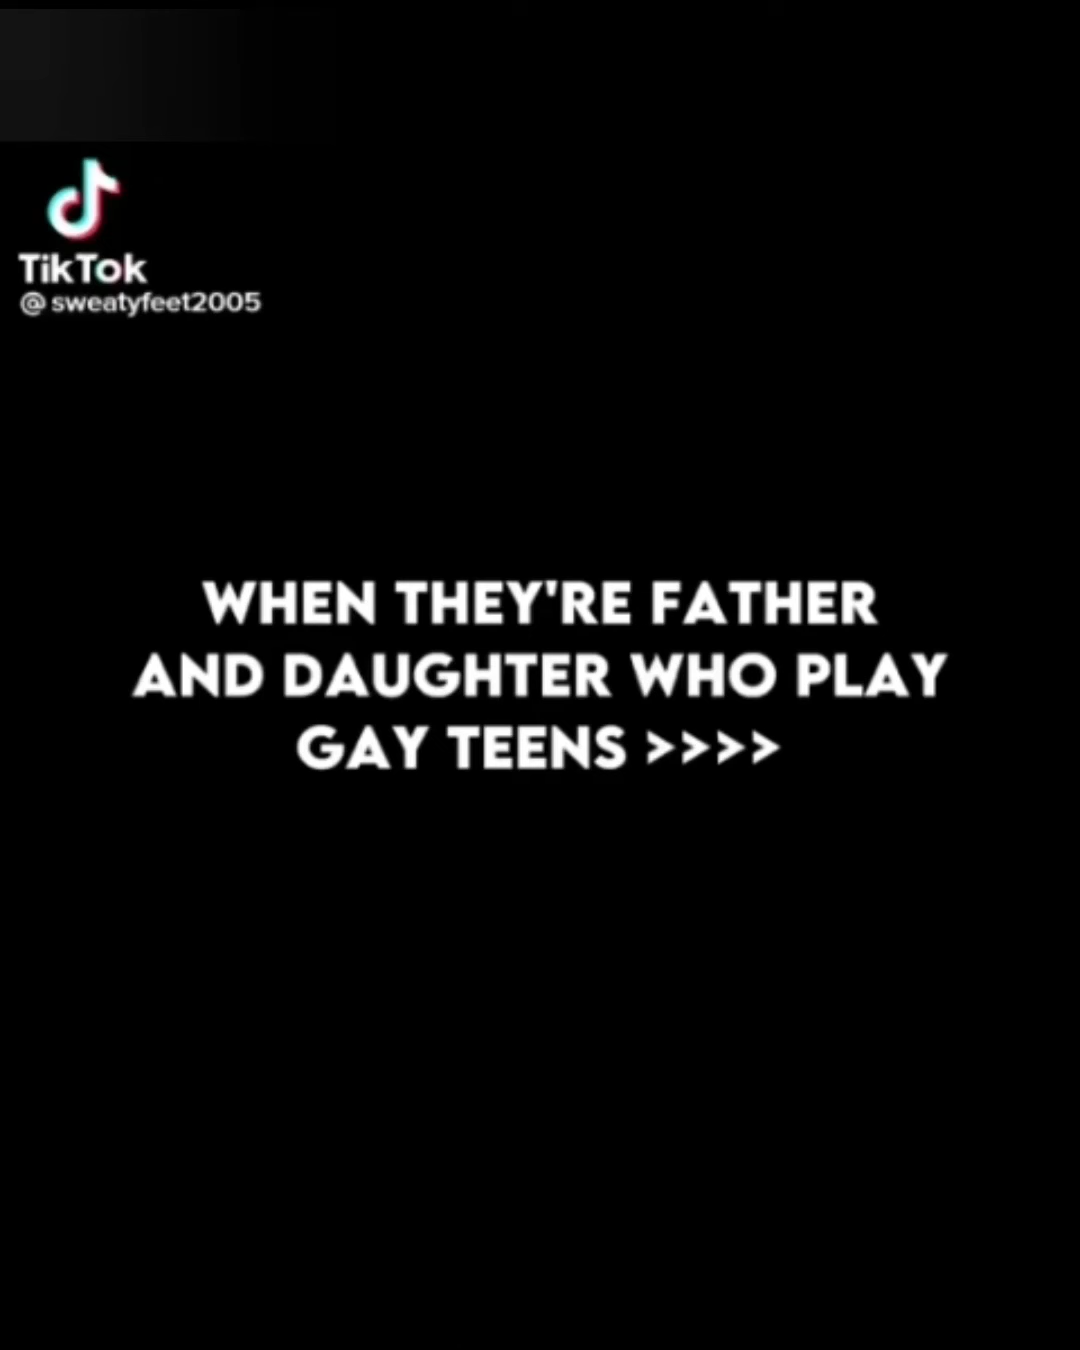 TikTok
@sweatyfeet2005
WHEN THEY'RE FATHER
AND DAUGHTER WHO PLAY
GAY TEENS >>>>